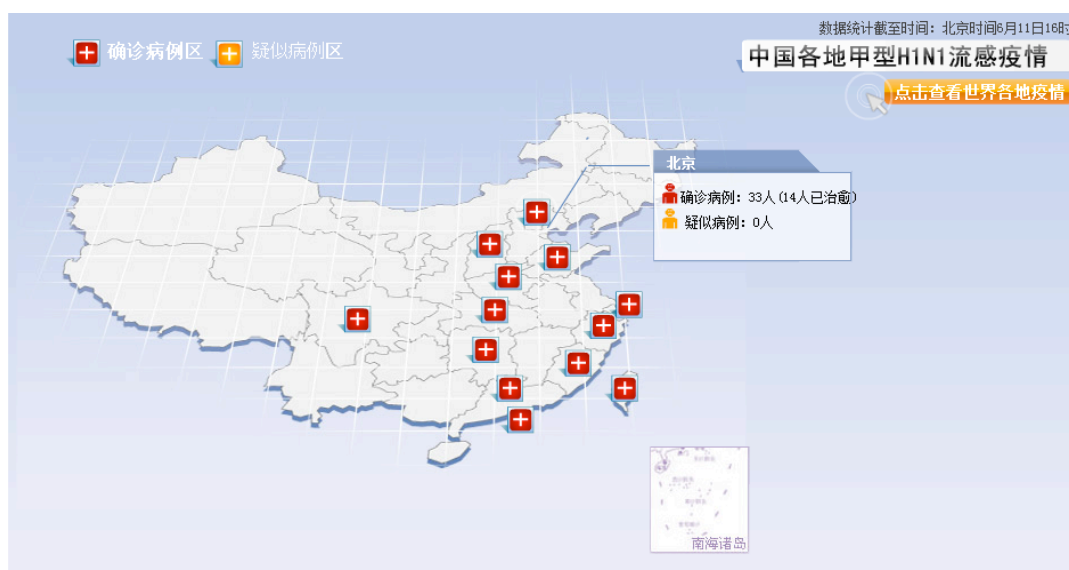 数据统计截至时间：北京时间6月11日16时
确诊病例区 疑似病例区
中国各地甲型H1N1流感疫情
点击查看世界各地疫情
北京
确诊病例：33人(14人已治愈)
疑似病例：0人
南海诸岛